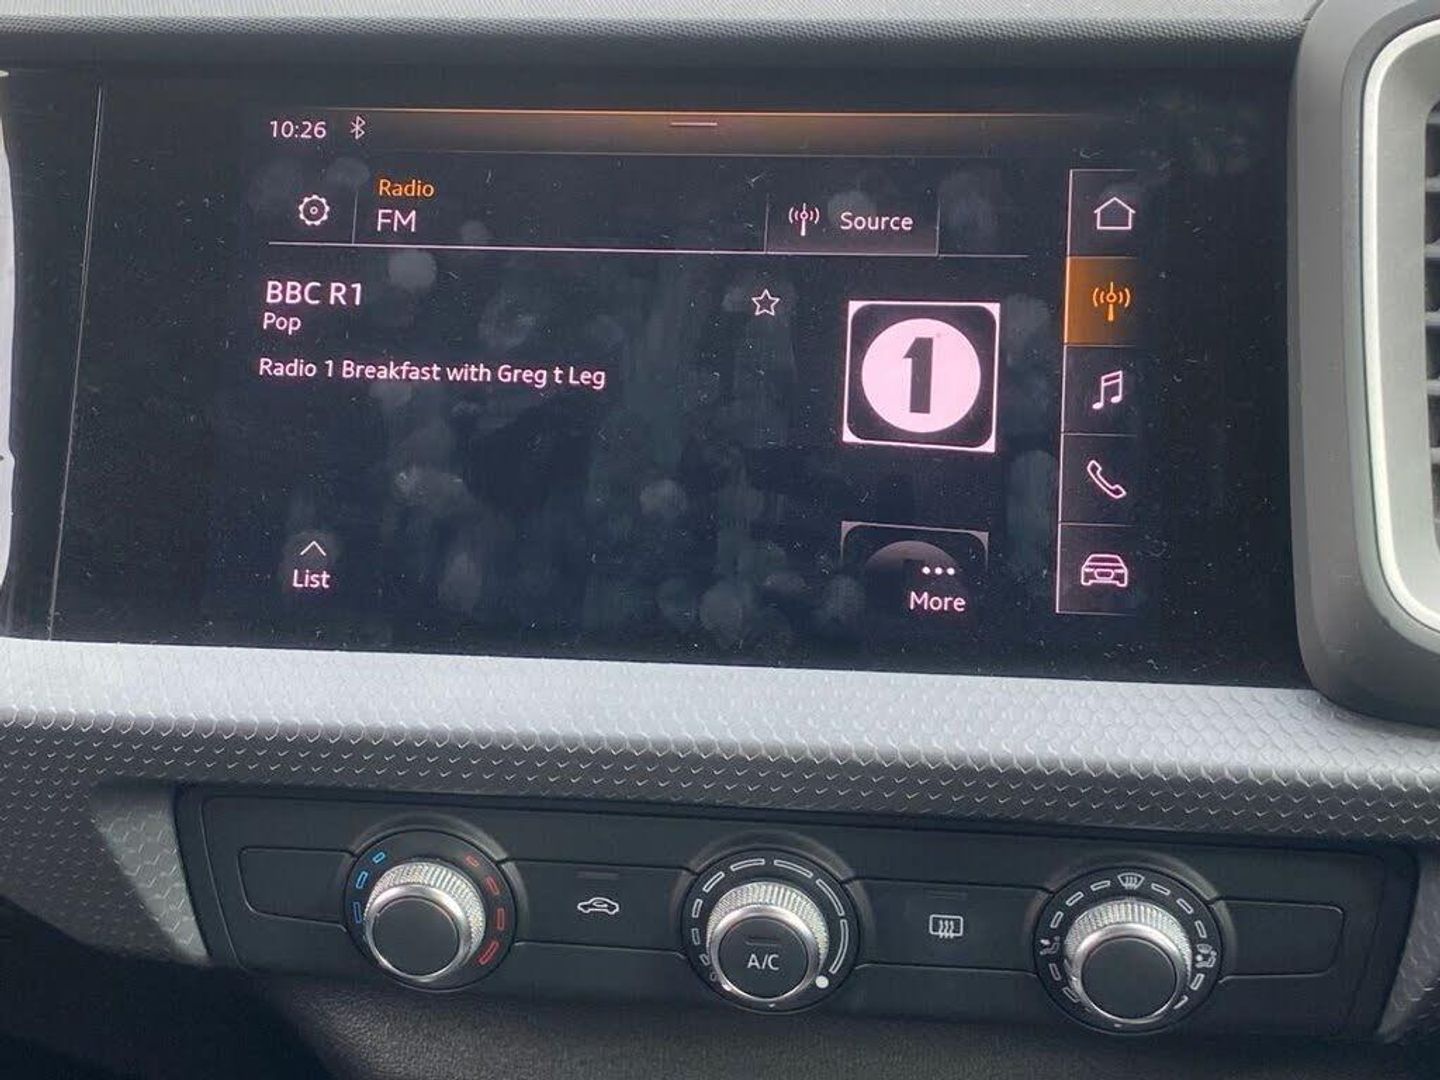 10:26
Radio
FM
Source
BBC R1
Pop
Radio 1 Breakfast with Greg t Leg
1
List
More
A/C